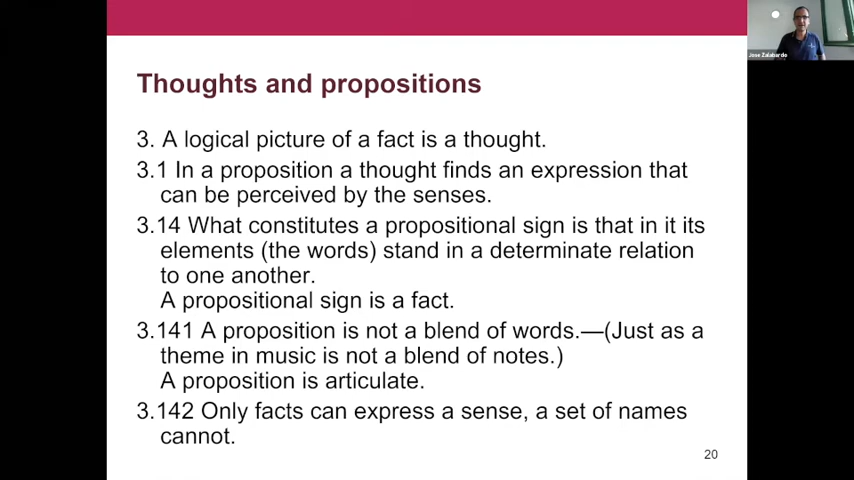 Jose Zalabardo
Thoughts and propositions
3. A logical picture of a fact is a thought.
3.1 In a proposition a thought finds an expression that
can be perceived by the senses.
3.14 What constitutes a propositional sign is that in it its
elements (the words) stand in a determinate relation
to one another.
A propositional sign is a fact.
3.141 A proposition is not a blend of words.—(Just as a
theme in music is not a blend of notes.)
A proposition is articulate.
3.142 Only facts can express a sense, a set of names
cannot.
20